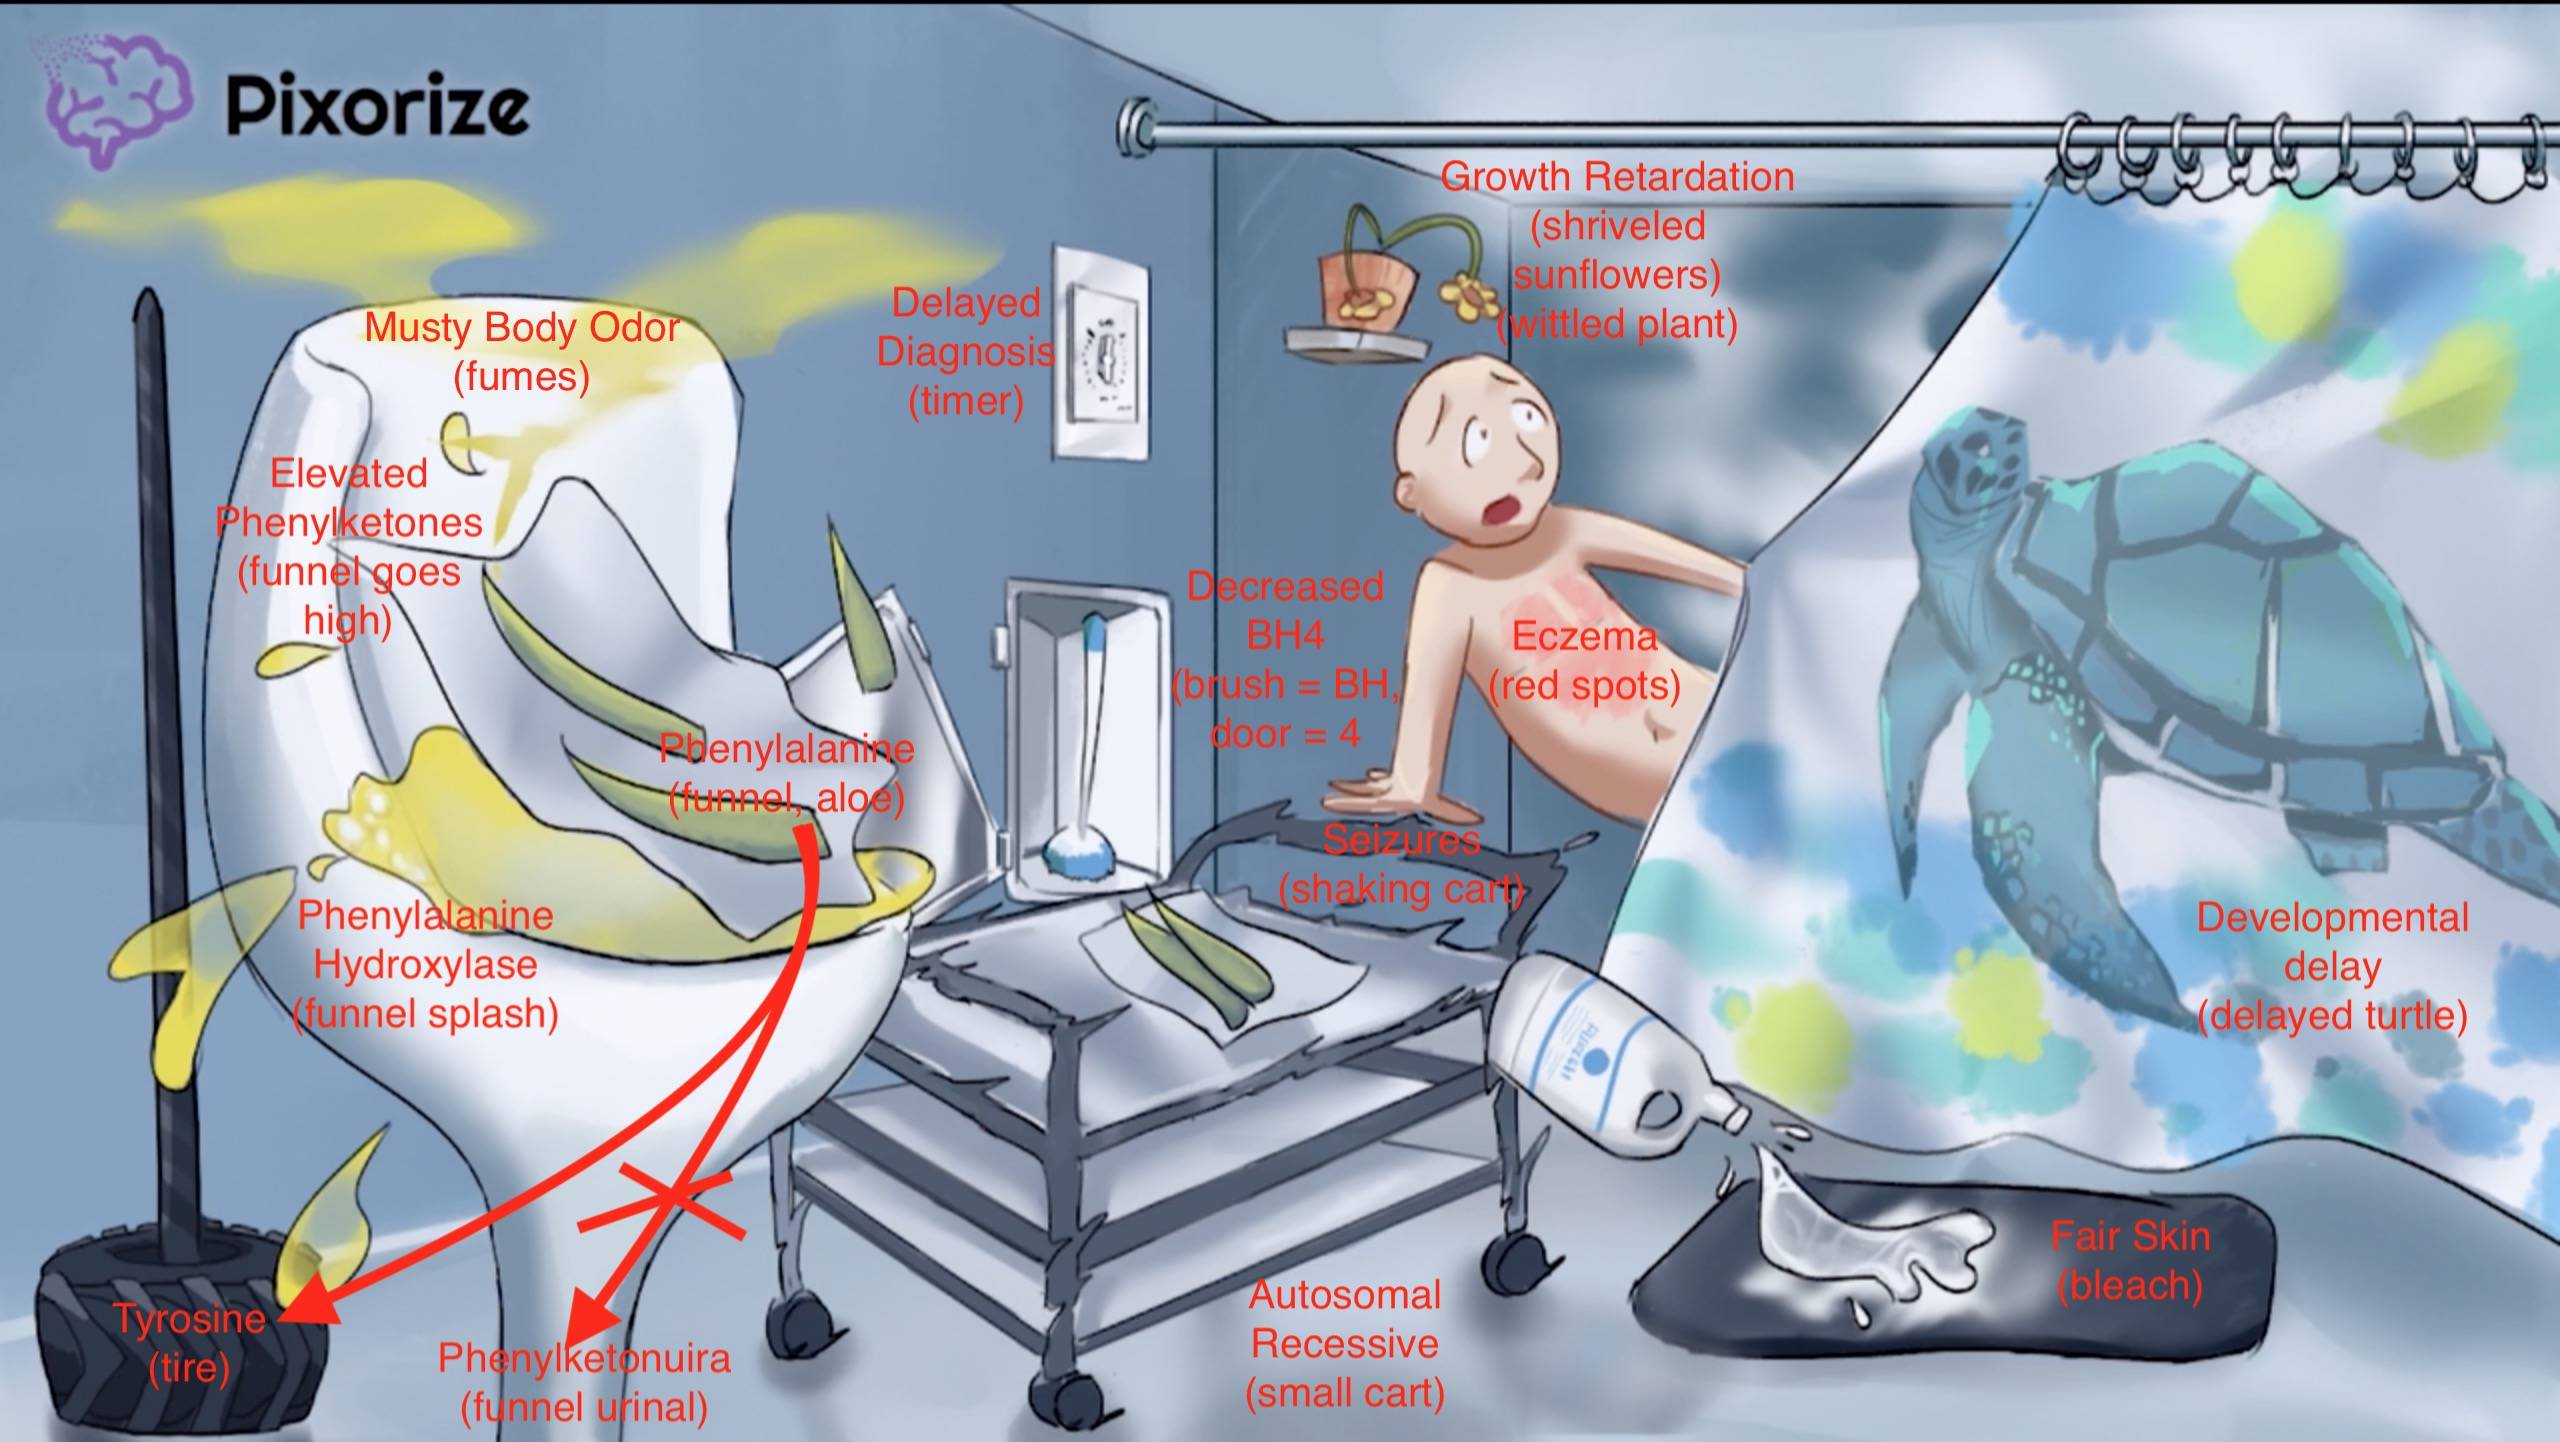 Pixorize
Growth Retardation
(shriveled
sunflowers)
(wittled plant)
Musty Body Odor
(fumes)
Delayed
Diagnosis
(timer)
Elevated
Phenylketones
(funnel goes
high)
Decreased
BH4
(brush = BH,
door = 4
Eczema
(red spots)
Phenylalanine
(funnel, aloe)
Seizures
(shaking cart)
Phenylalanine
Hydroxylase
(funnel splash)
Developmental
delay
(delayed turtle)
Fair Skin
(bleach)
Autosomal
Recessive
(small cart)
Tyrosine
(tire)
Phenylketonuira
(funnel urinal)